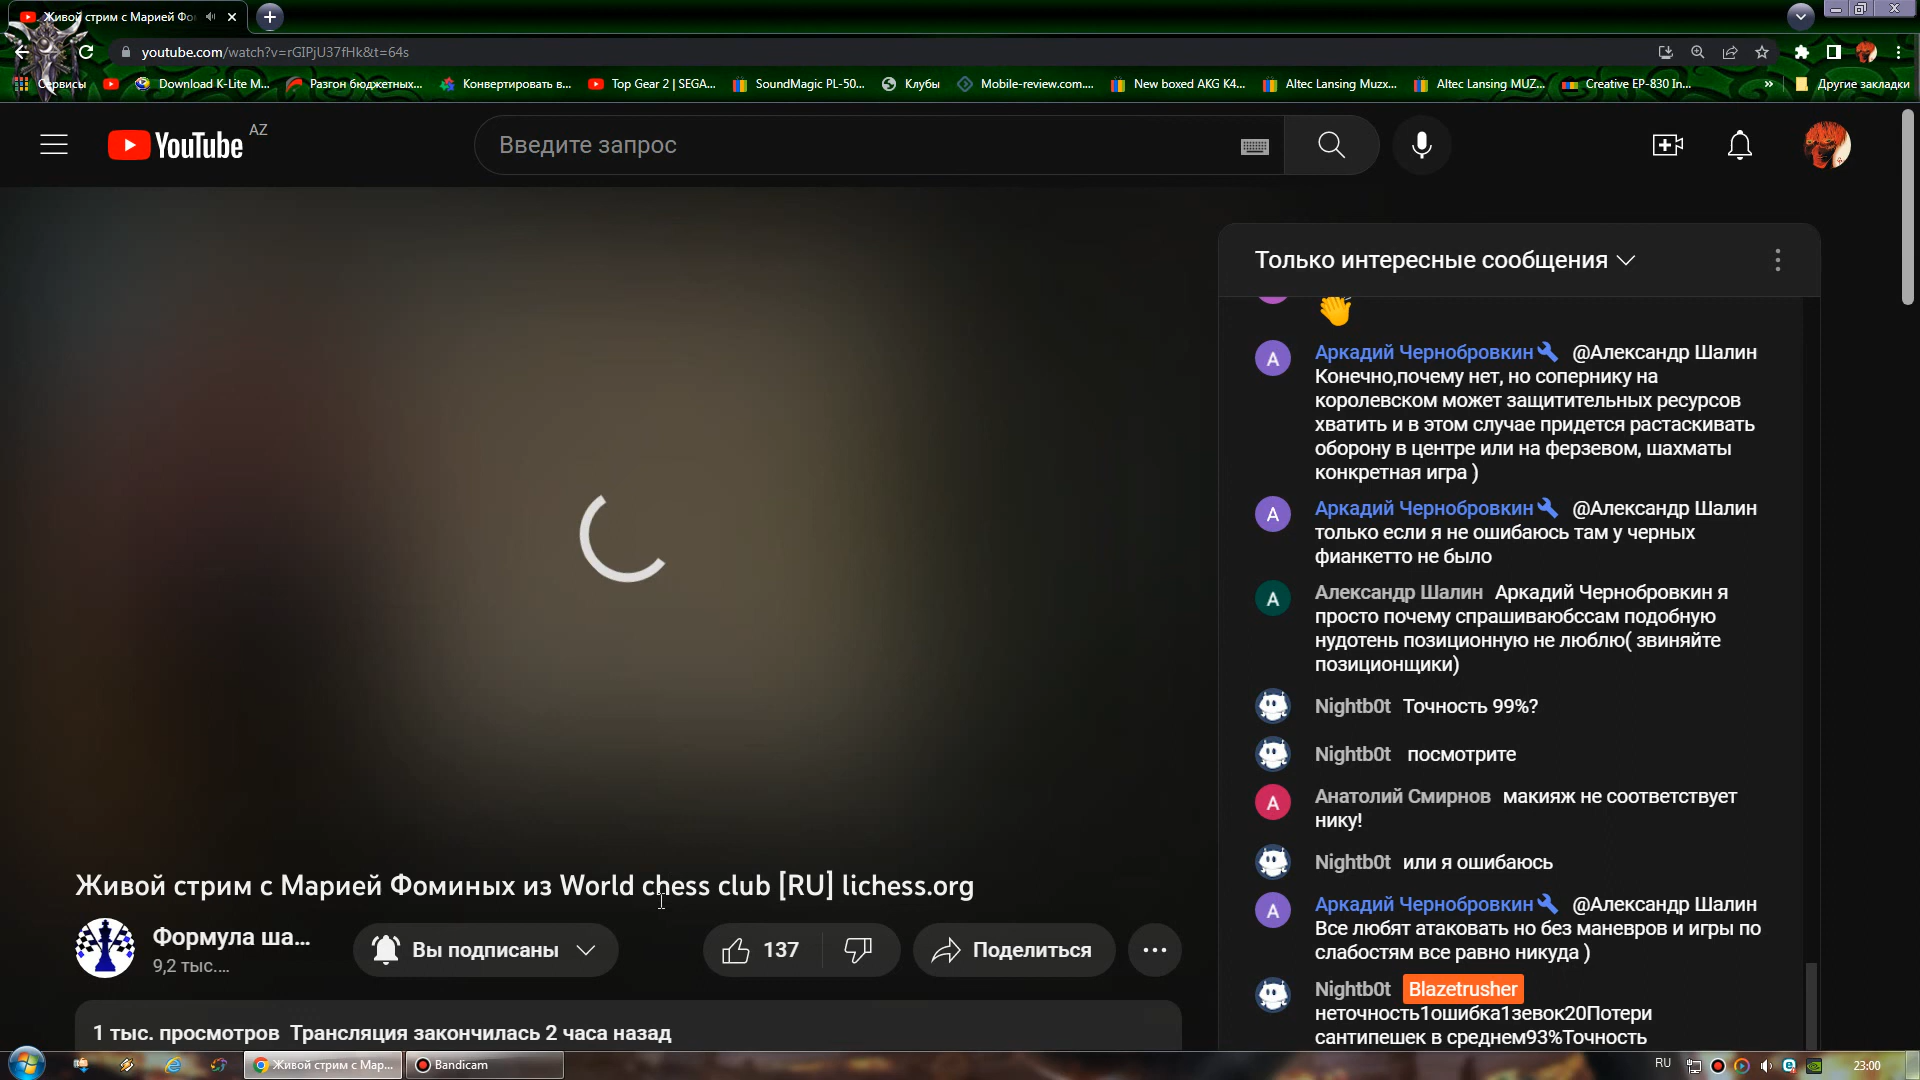 Живой стрим с Марией Фо
youtube.com/watch?v=rGIPjU37fHk&t=64s
Сервисы
Download K-Lite M...
Разгон бюджетных...
Конвертировать в...
Top Gear 2 | SEGA...
SoundMagic PL-50...
Клубы
Mobile-review.com....
New boxed AKG K4...
Altec Lansing Muzx...
Altec Lansing MUZ...
Creative EP-830 In...
»
Другие закладки
YouTube AZ
Введите запрос
Только интересные сообщения
Аркадий Чернобровкин @Александр Шалин
Конечно,почему нет, но сопернику на
королевском может защитительных ресурсов
хватить и в этом случае придется растаскивать
оборону в центре или на ферзевом, шахматы
конкретная игра )
Аркадий Чернобровкин @Александр Шалин
только если я не ошибаюсь там у черных
фианкетто не было
Александр Шалин Аркадий Чернобровкин я
просто почему спрашиваюбссам подобную
нудотень позиционную не люблю( звиняйте
позиционщики)
Nightb0t Точность 99%?
Nightb0t посмотрите
Анатолий Смирнов макияж не соответствует
нику!
Nightb0t или я ошибаюсь
Аркадий Чернобровкин @Александр Шалин
Все любят атаковать но без маневров и игры по
слабостям все равно никуда )
Nightb0t Blazetrusher
неточность1ошибка1зевок20Потери
сантипешек в среднем93%Точность
Живой стрим с Марией Фоминых из World chess club [RU] lichess.org
Формула ша...
9,2 тыс....
Вы подписаны
137
Поделиться
1 тыс. просмотров Трансляция закончилась 2 часа назад
Живой стрим с Мар...
Bandicam
RU
23:00